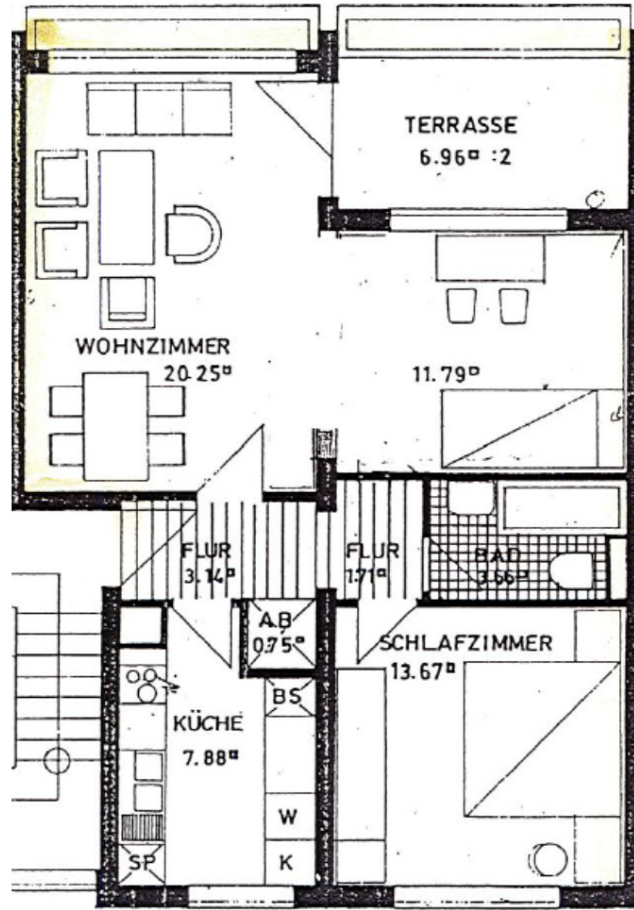 TERRASSE
6.96¤ :2
WOHNZIMMER
20.25¤
11.79¤
FLUR
3.14¤
FLUR
1.71¤
BAD
3.66¤
A.B
0.75¤
SCHLAFZIMMER
13.67¤
BS
KÜCHE
7.88¤
W
SP
K